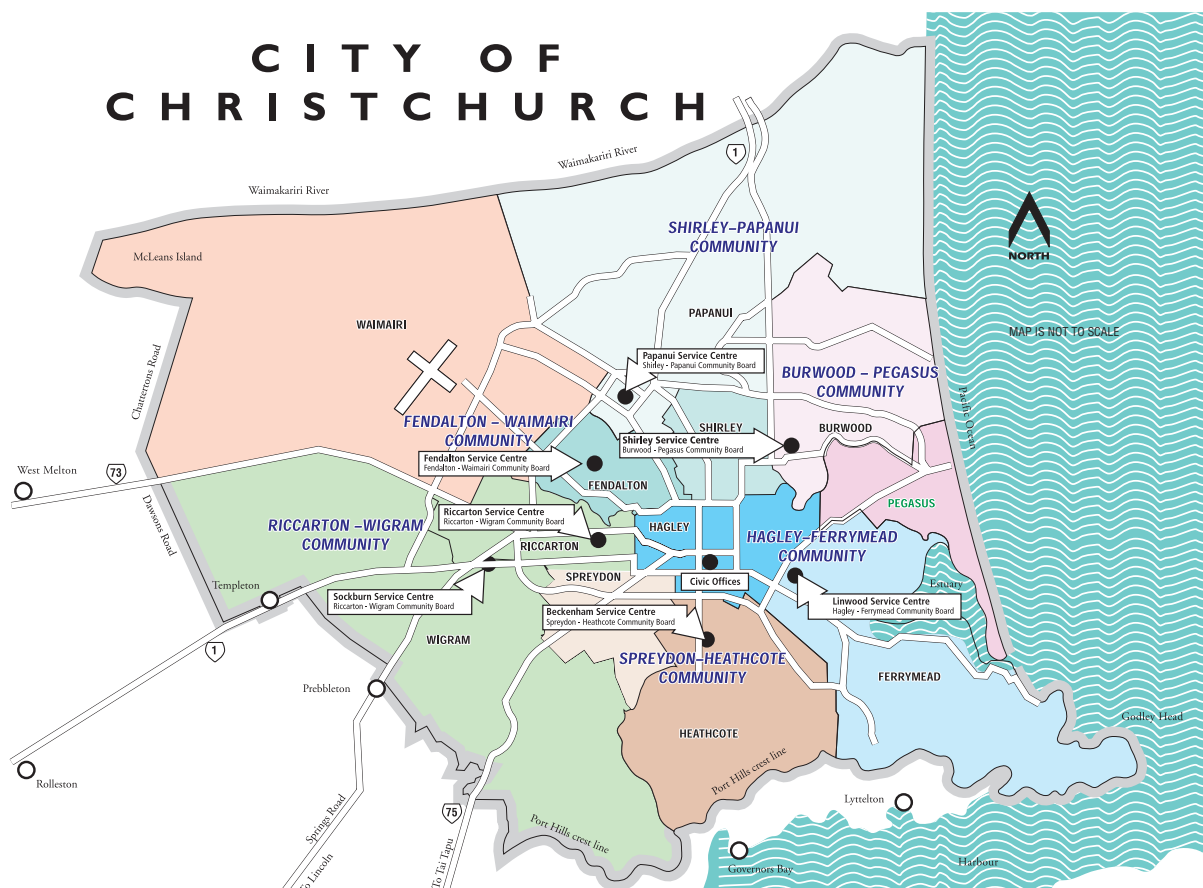 CITY OF
CHRISTCHURCH
Waimakariri River
Waimakariri River
1
McLeans Island
SHIRLEY–PAPANUI
COMMUNITY
NORTH
WAIMAIRI
PAPANUI
MAP IS NOT TO SCALE
Chattertons Road
Papanui Service Centre
Shirley - Papanui Community Board
BURWOOD – PEGASUS
COMMUNITY
Pacific Ocean
FENDALTON – WAIMAIRI
COMMUNITY
SHIRLEY
BURWOOD
Shirley Service Centre
Burwood - Pegasus Community Board
Fendalton Service Centre
Fendalton - Waimairi Community Board
West Melton
73
FENDALTON
PEGASUS
Dawsons Road
RICCARTON –WIGRAM
COMMUNITY
Riccarton Service Centre
Riccarton - Wigram Community Board
HAGLEY
HAGLEY–FERRYMEAD
COMMUNITY
RICCARTON
SPREYDON
Civic Offices
Estuary
Templeton
Sockburn Service Centre
Riccarton - Wigram Community Board
Linwood Service Centre
Hagley - Ferrymead Community Board
Beckenham Service Centre
Spreydon - Heathcote Community Board
WIGRAM
1
SPREYDON–HEATHCOTE
COMMUNITY
FERRYMEAD
Prebbleton
Godley Head
HEATHCOTE
Rolleston
Port Hills crest line
Lyttelton
75
Springs Road
Port Hills crest line
To Lincoln
To Tai Tapu
Governors Bay
Harbour